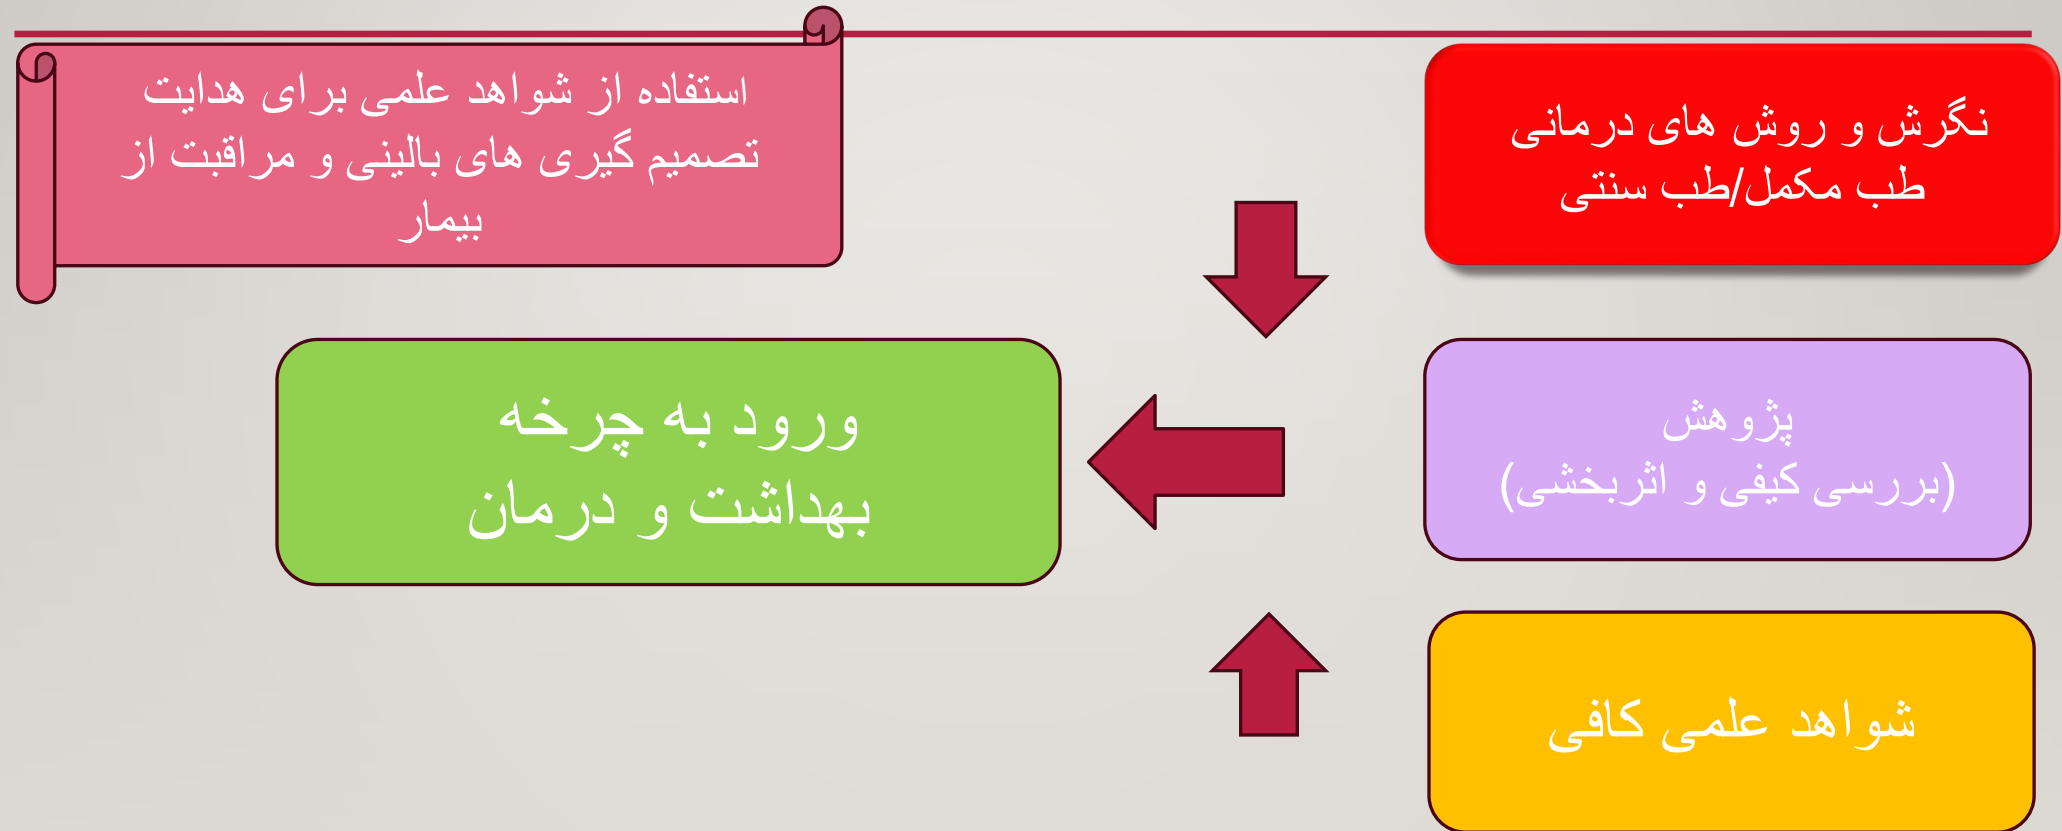 نگرش و روش های درمانی
طب مکمل/طب سنتی
استفاده از شواهد علمی برای هدایت
تصمیم گیری های بالینی و مراقبت از
بیمار
پژوهش
(بررسی کیفی و اثربخشی)
ورود به چرخه
بهداشت و درمان
شواهد علمی کافی